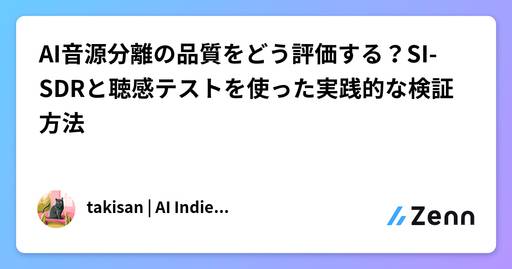 AI音源分離の品質をどう評価する？SI-
SDRと聴感テストを使った実践的な検証
方法
takisan | AI Indie...
Zenn